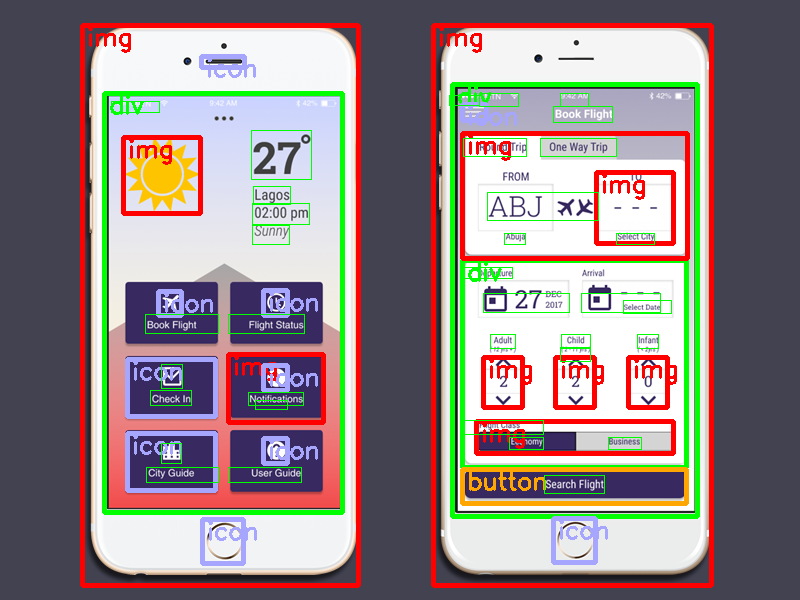 img
img
icon
div
9:42 AM
42%
div
TN
9:42 AM
42%
icon
Book Flight
img
27°
Lagos
02:00 pm
Sunny
img
Trip
One Way Trip
FROM
TO
img
ABJ
- - -
Abuja
Select City
div
Arrival
27 DEC 2017
- - -
Select Date
icon
Book Flight
icon
Flight Status
Adult
Child
Infant
icon
Check In
img
icon
Notifications
img
2
img
2
img
0
Flight Class
img
Economy
Business
icon
City Guide
icon
User Guide
button
Search Flight
icon
icon